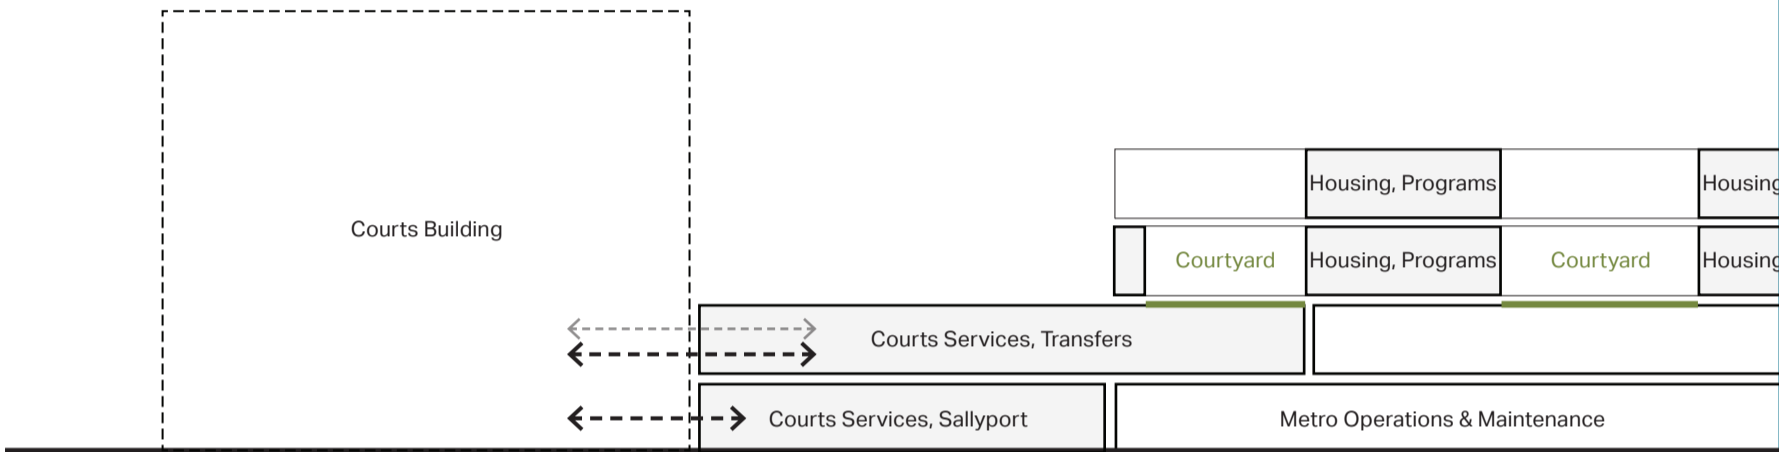 Housing, Programs
Housing
Courts Building
Courtyard
Housing, Programs
Courtyard
Housing
Courts Services, Transfers
Courts Services, Sallyport
Metro Operations & Maintenance